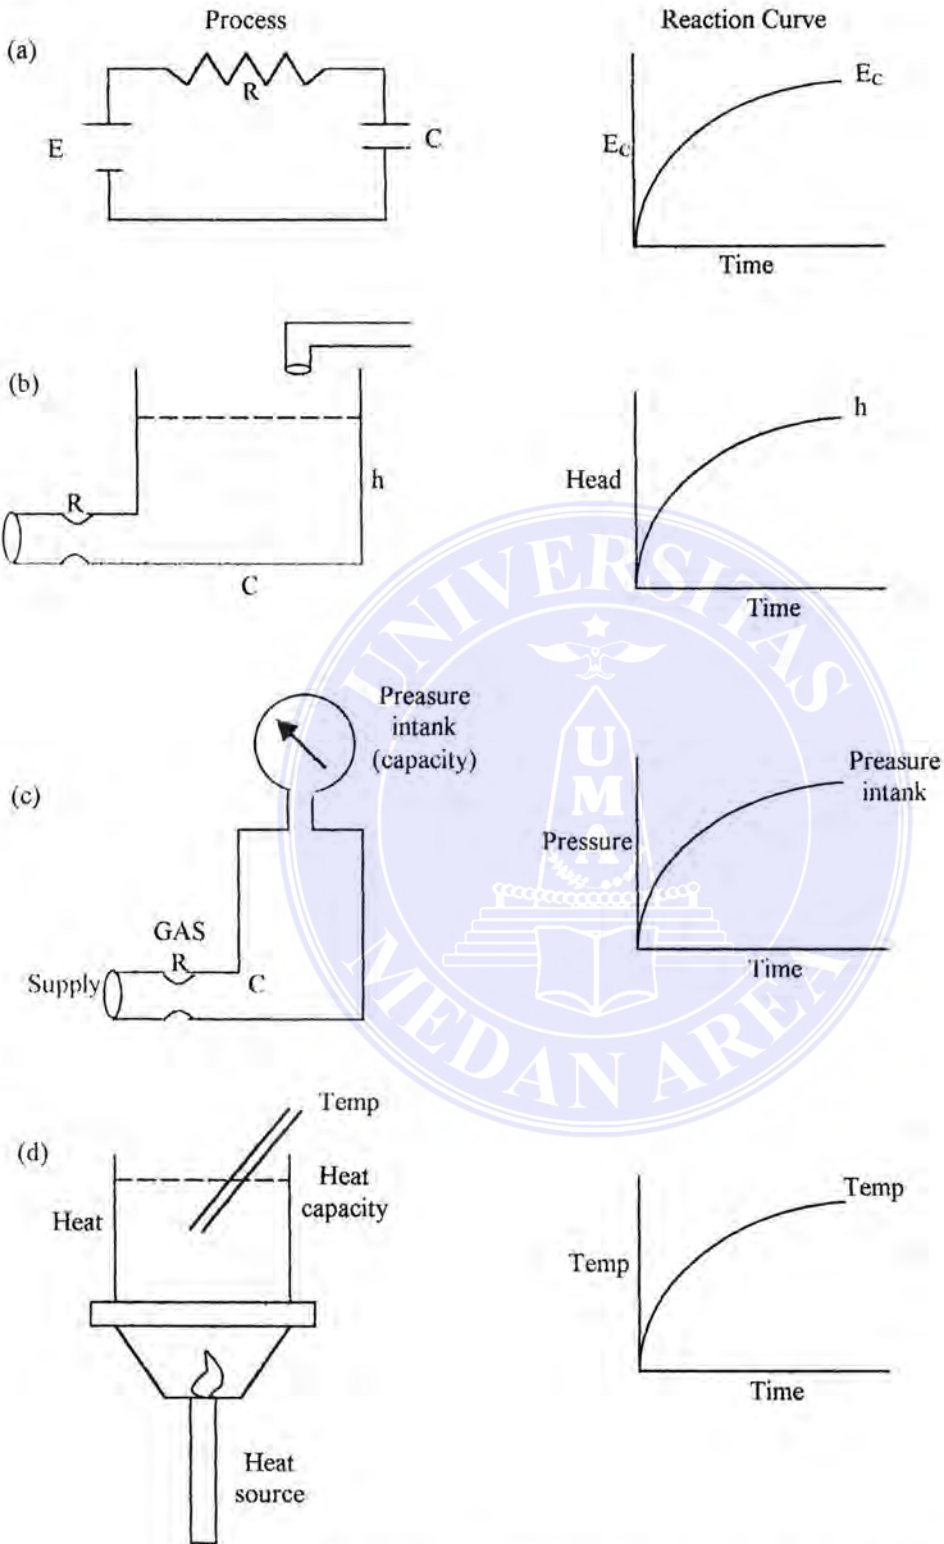 Process
Reaction Curve
(a)
R
E
C
E_C
E_C
Time
(b)
R
h
C
h
Head
Time
(c)
Preasure
intank
(capacity)
GAS
R
Supply
C
Preasure
intank
Pressure
Time
(d)
Temp
Heat
capacity
Heat
Heat
source
Temp
Temp
Time
UNIVERSITAS
UMA
MEDAN AREA